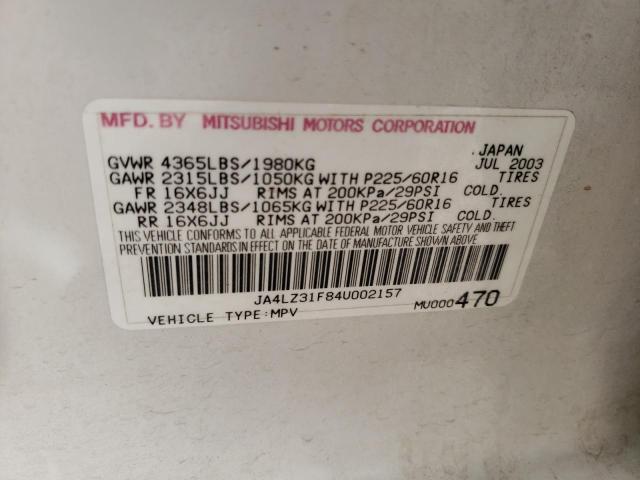 MFD. BY MITSUBISHI MOTORS CORPORATION
JAPAN
GVWR 4365LBS/1980KG JUL 2003
GAWR 2315LBS/1050KG WITH P225/60R16 TIRES
FR 16X6JJ RIMS AT 200KPa/29PSI COLD.
GAWR 2348LBS/1065KG WITH P225/60R16 TIRES
RR 16X6JJ RIMS AT 200KPa/29PSI COLD.
THIS VEHICLE CONFORMS TO ALL APPLICABLE FEDERAL MOTOR VEHICLE SAFETY AND THEFT
PREVENTION STANDARDS IN EFFECT ON THE DATE OF MANUFACTURE SHOWN ABOVE.
JA4LZ31F84U002157
VEHICLE TYPE:MPV MU000470